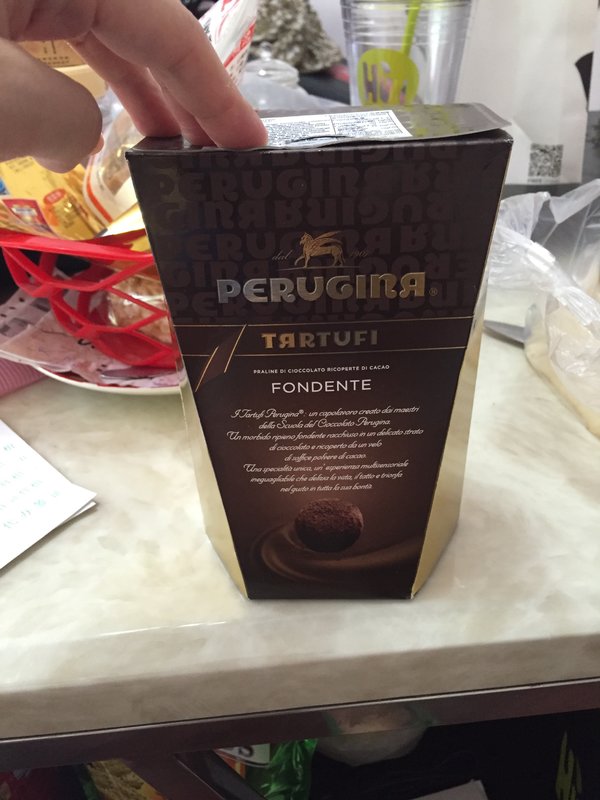 dal 1907
PERUGINA®
TARTUFI
PRALINE DI CIOCCOLATO RICOPERTE DI CACAO
FONDENTE
I Tartufi Perugina®: un capolavoro creato dai maestri
della Scuola del Cioccolato Perugina.
Un morbido ripieno fondente racchiuso in un delicato strato
di cioccolato e ricoperto da un velo
di soffice polvere di cacao.
Una specialità unica, un'esperienza multisensoriale
ineguagliabile che delizia la vista, il tatto e trionfa
nel gusto in tutta la sua bontà.